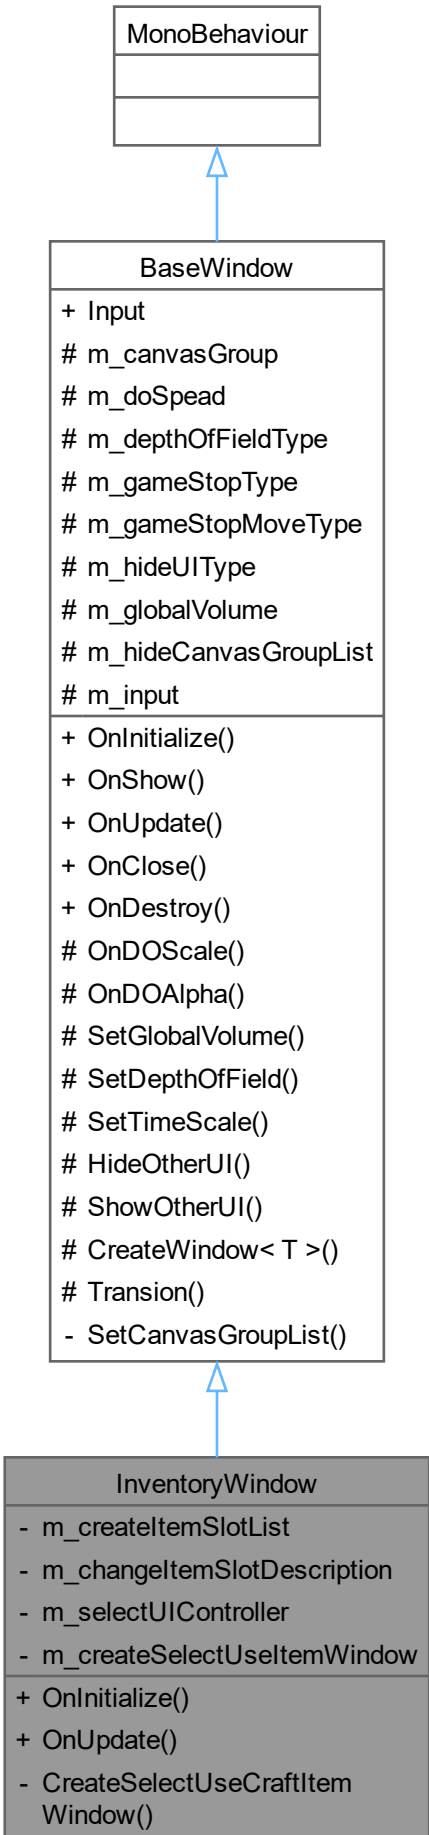 MonoBehaviour
BaseWindow
+ Input
# m_canvasGroup
# m_doSpead
# m_depthOfFieldType
# m_gameStopType
# m_gameStopMoveType
# m_hideUIType
# m_globalVolume
# m_hideCanvasGroupList
# m_input
+ OnInitialize()
+ OnShow()
+ OnUpdate()
+ OnClose()
+ OnDestroy()
# OnDOScale()
# OnDOAlpha()
# SetGlobalVolume()
# SetDepthOfField()
# SetTimeScale()
# HideOtherUI()
# ShowOtherUI()
# CreateWindow< T >()
# Transion()
- SetCanvasGroupList()
InventoryWindow
- m_createItemSlotList
- m_changeItemSlotDescription
- m_selectUIController
- m_createSelectUseItemWindow
+ OnInitialize()
+ OnUpdate()
- CreateSelectUseCraftItem
Window()